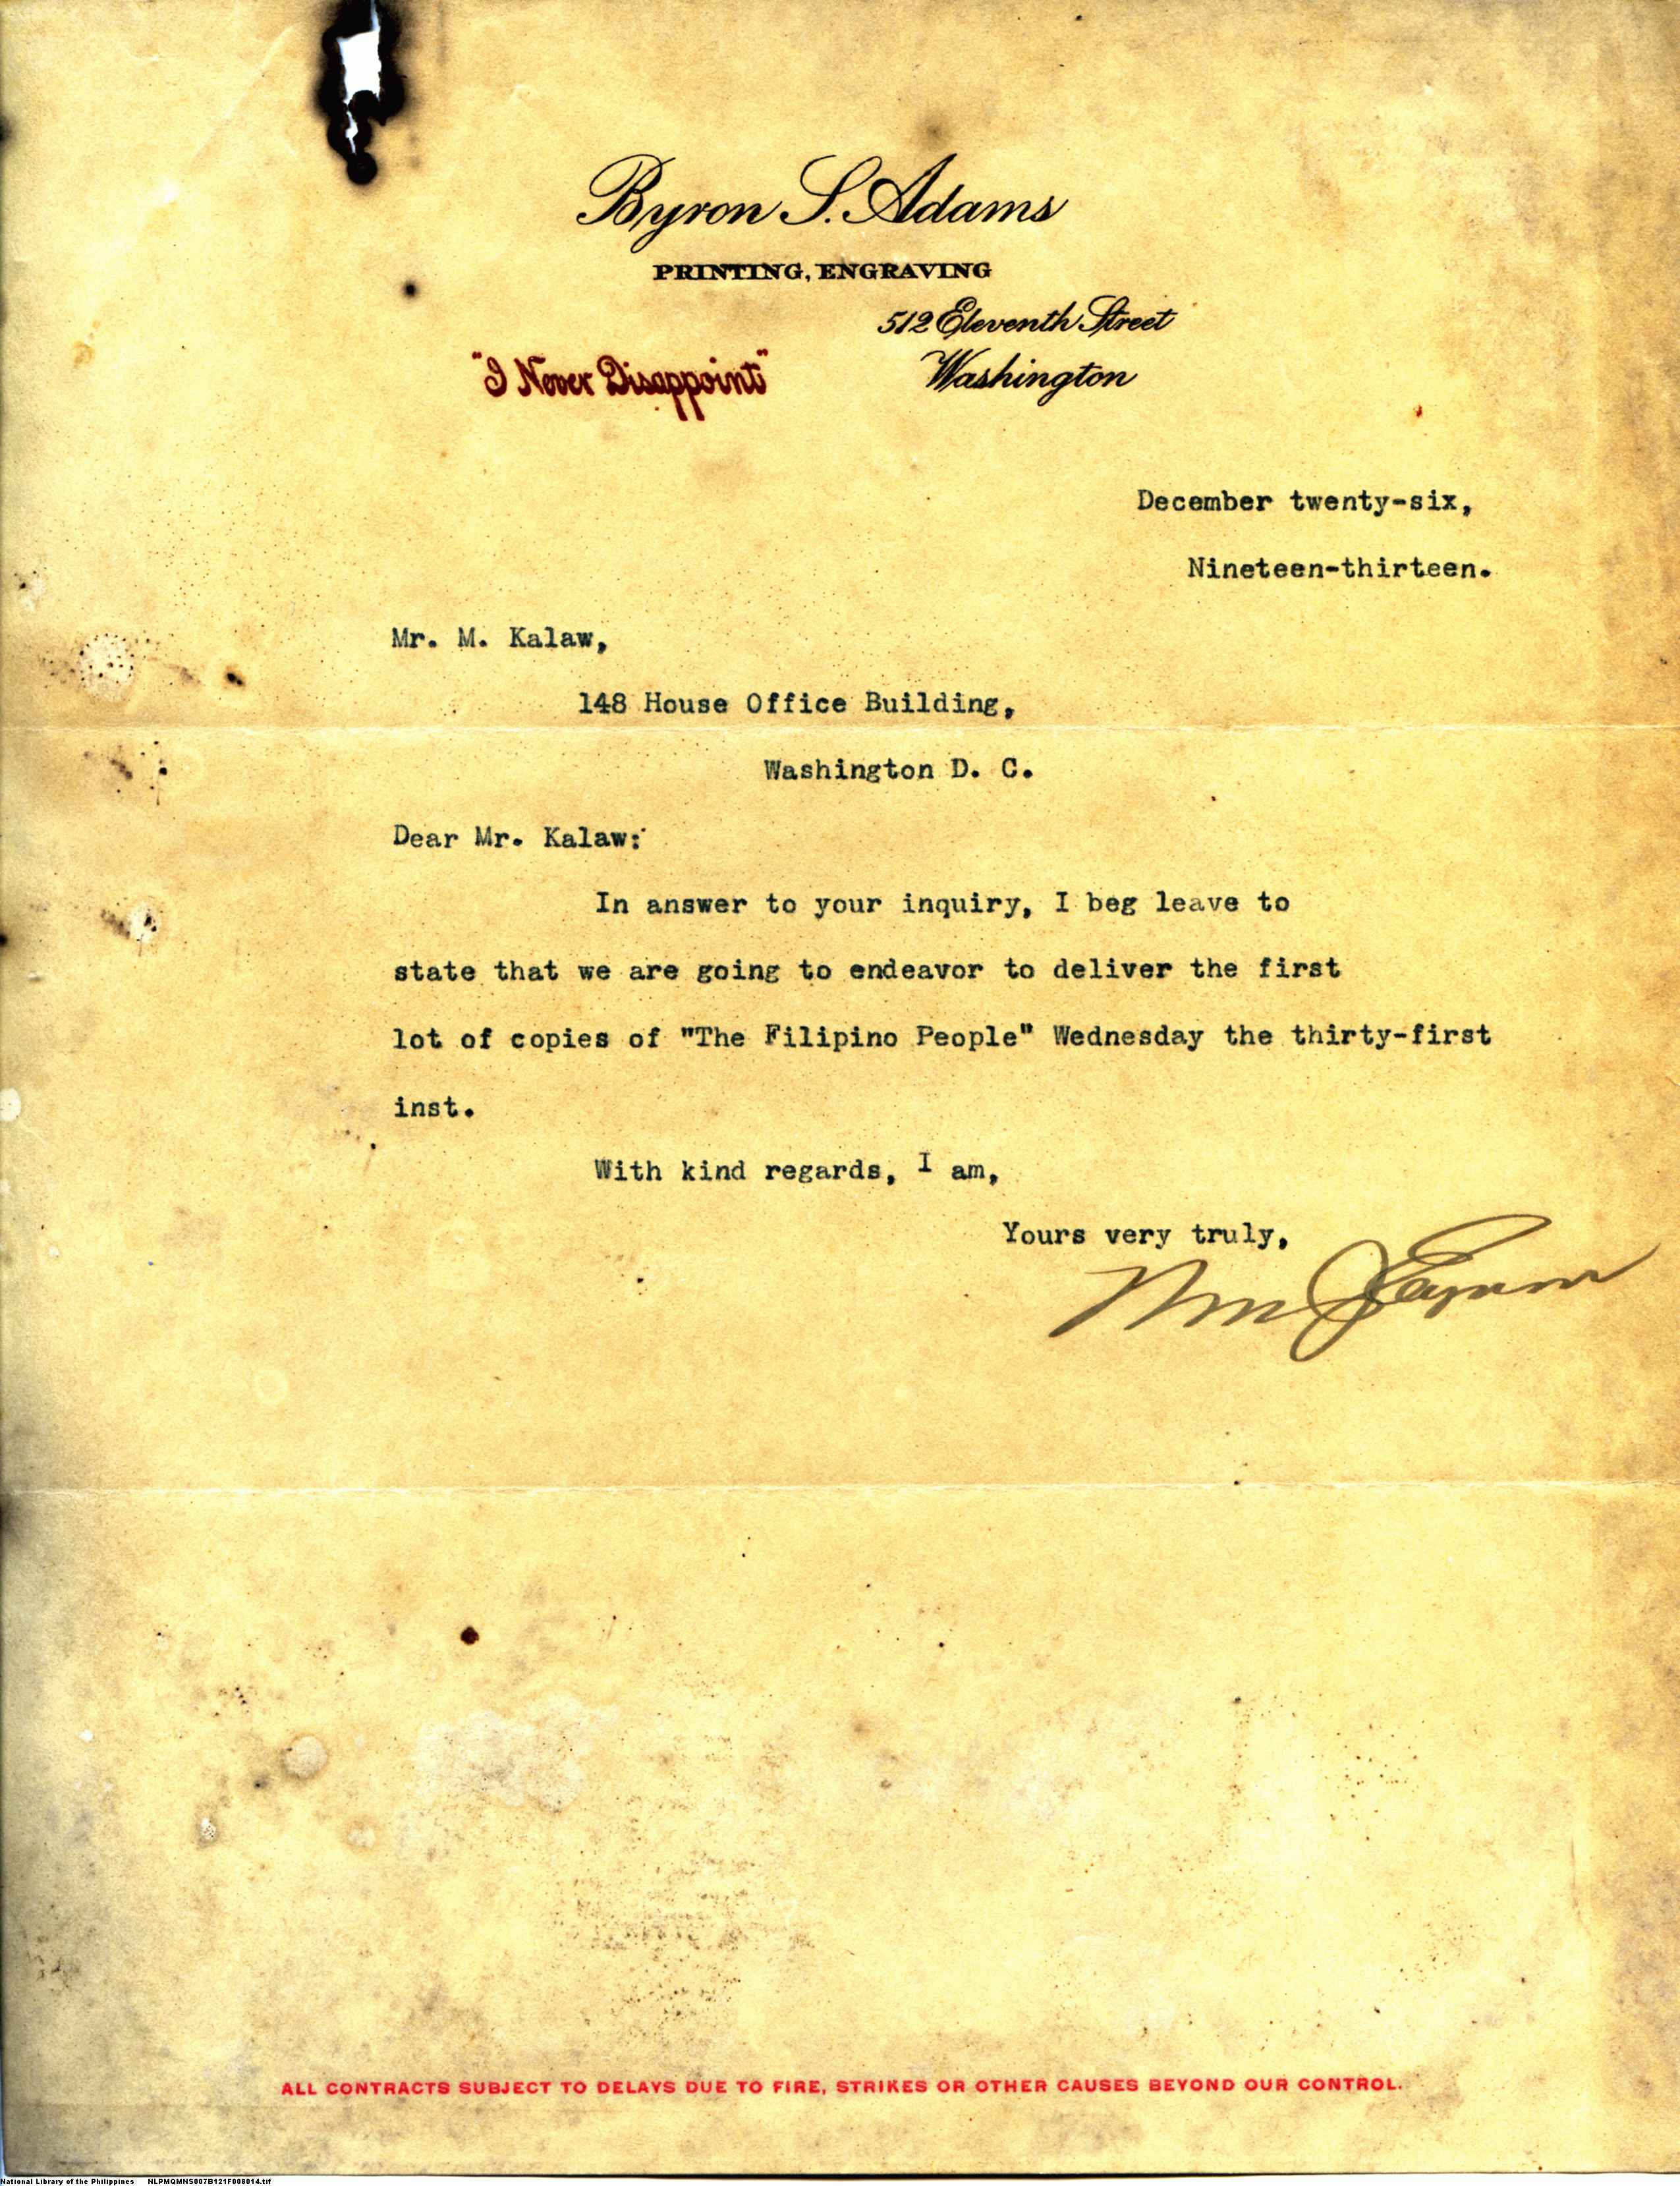 Byron S. Adams
PRINTING, ENGRAVING
512 Eleventh Street
"I Never Disappoint"
Washington
December twenty-six,
Nineteen-thirteen.
Mr. M. Kalaw,
148 House Office Building,
Washington D. C.
Dear Mr. Kalaw:
In answer to your inquiry, I beg leave to
state that we are going to endeavor to deliver the first
lot of copies of "The Filipino People" Wednesday the thirty-first
inst.
With kind regards, I am,
Yours very truly,
Wm
ALL CONTRACTS SUBJECT TO DELAYS DUE TO FIRE, STRIKES OR OTHER CAUSES BEYOND OUR CONTROL.
National Library of the Philippines NLPMQMNS007B121F008014.tif